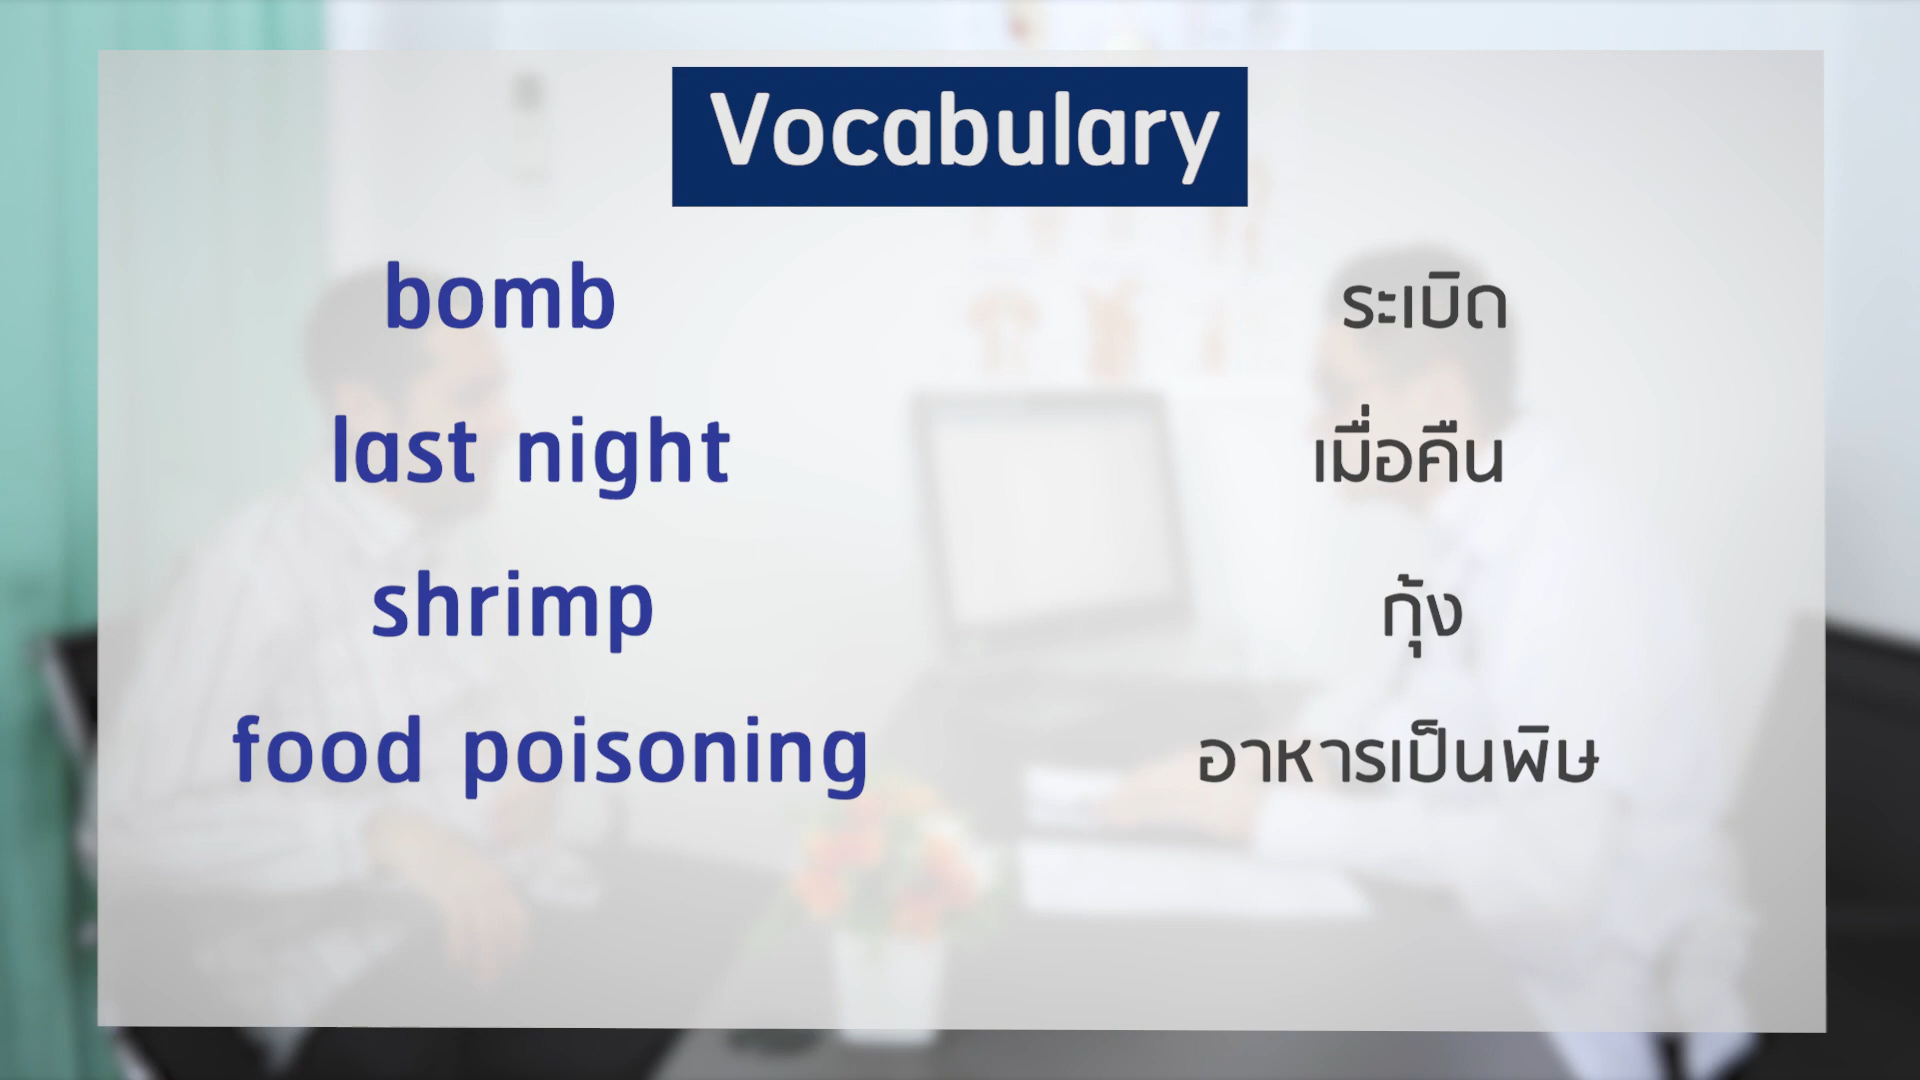 Vocabulary
bomb ระเบิด
last night เมื่อคืน
shrimp กุ้ง
food poisoning อาหารเป็นพิษ